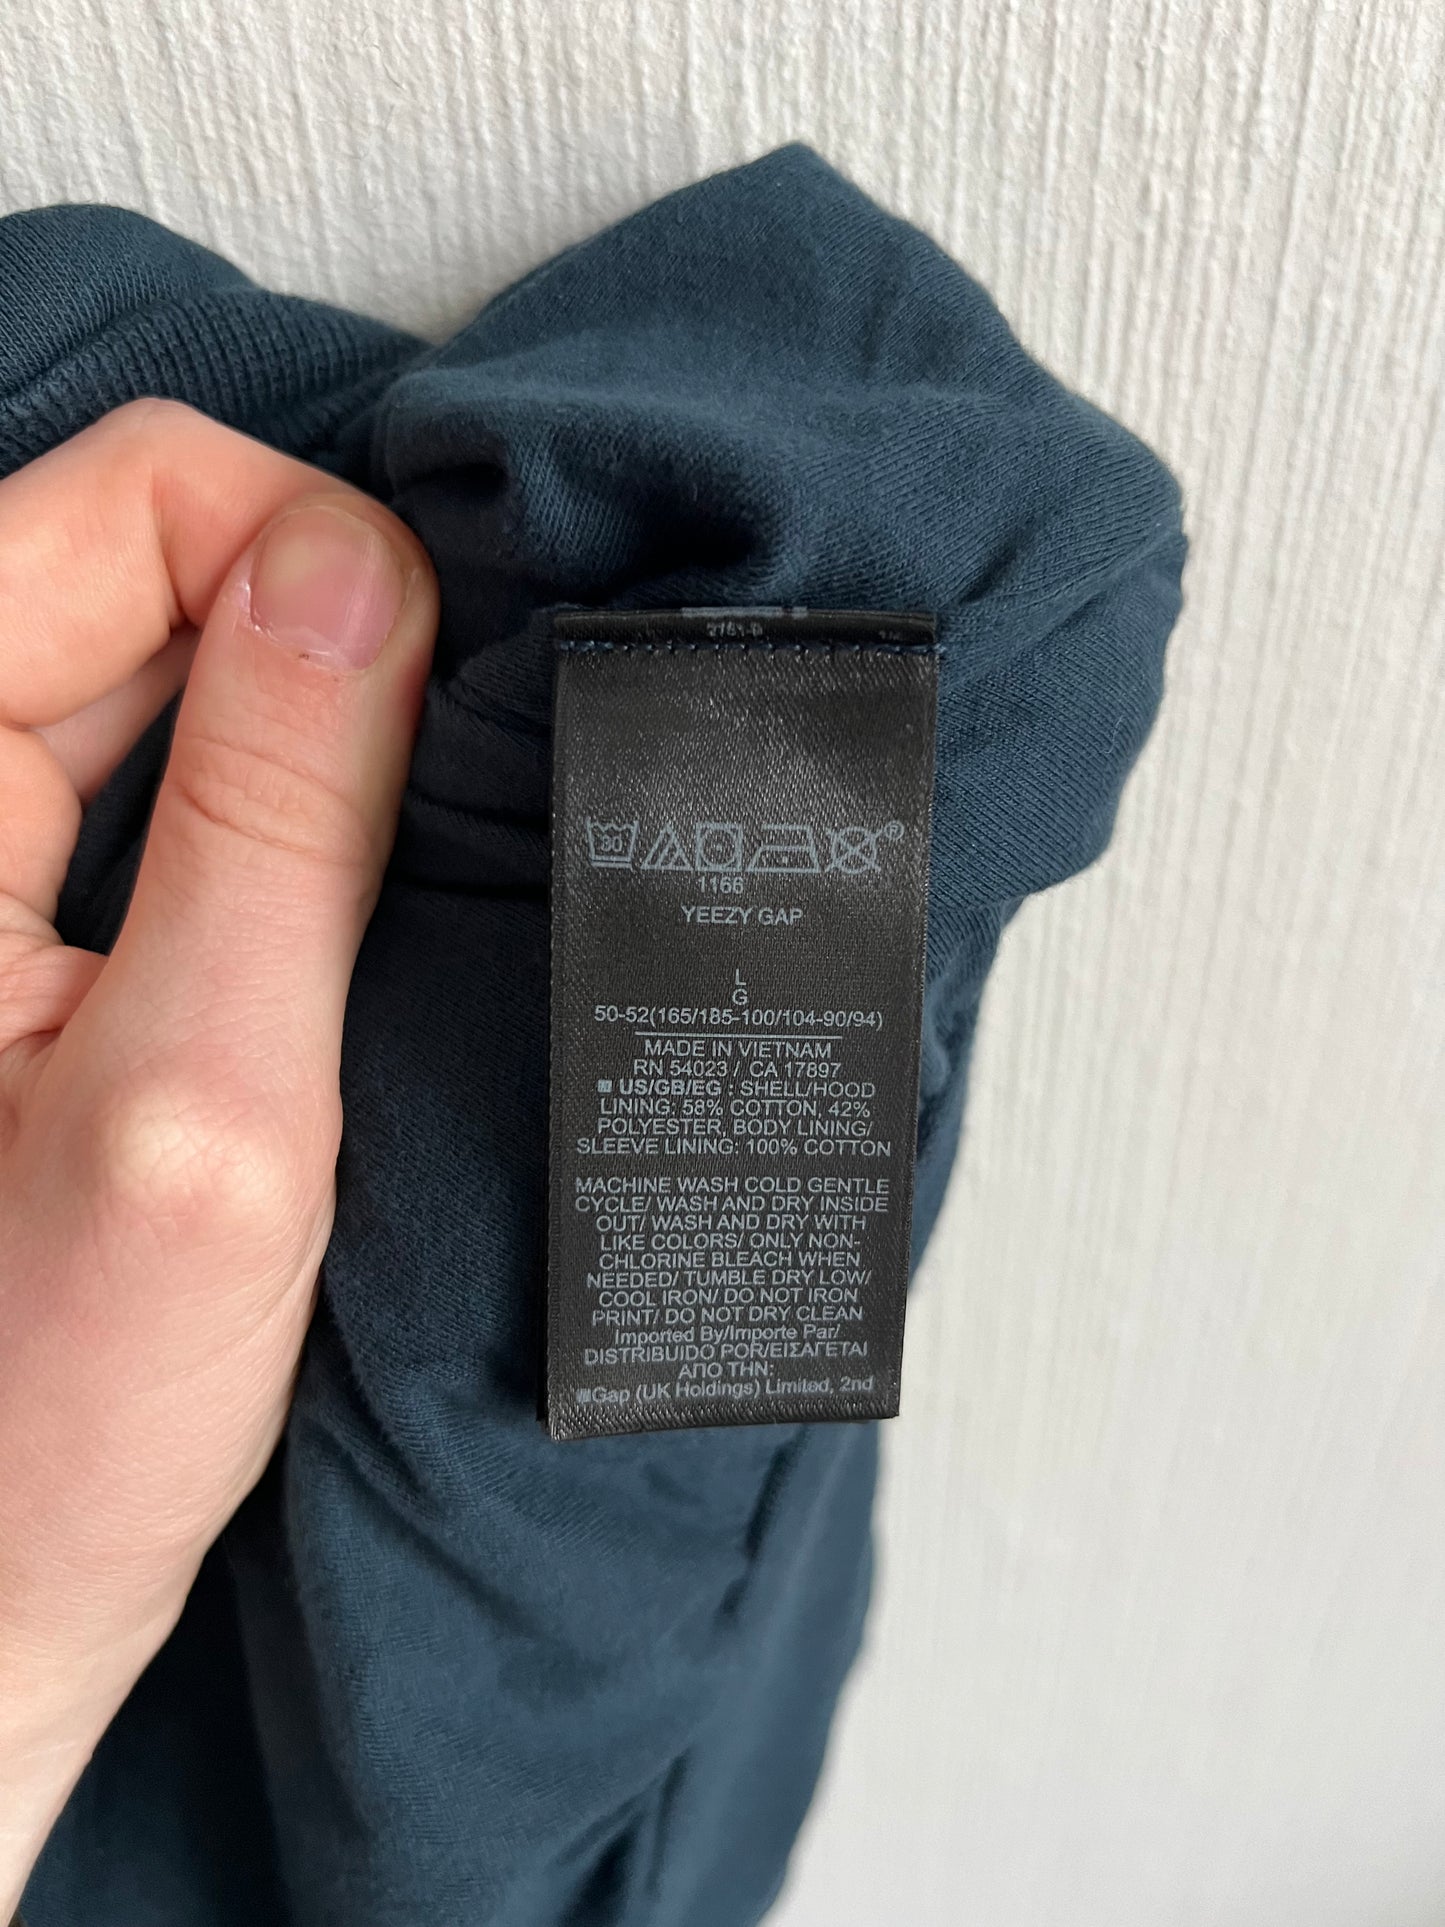 30
®
1166
YEEZY GAP
L
G
50-52(165/185-100/104-90/94)
MADE IN VIETNAM
RN 54023 / CA 17897
US/GB/EG : SHELL/HOOD
LINING: 58% COTTON, 42%
POLYESTER, BODY LINING/
SLEEVE LINING: 100% COTTON
MACHINE WASH COLD GENTLE
CYCLE/ WASH AND DRY INSIDE
OUT/ WASH AND DRY WITH
LIKE COLORS/ ONLY NON-
CHLORINE BLEACH WHEN
NEEDED/ TUMBLE DRY LOW/
COOL IRON/ DO NOT IRON
PRINT/ DO NOT DRY CLEAN
Imported By/Importe Par/
DISTRIBUIDO POR/ΕΙΣΑΓΕΤΑΙ
ΑΠΟ ΤΗΝ:
Gap (UK Holdings) Limited, 2nd